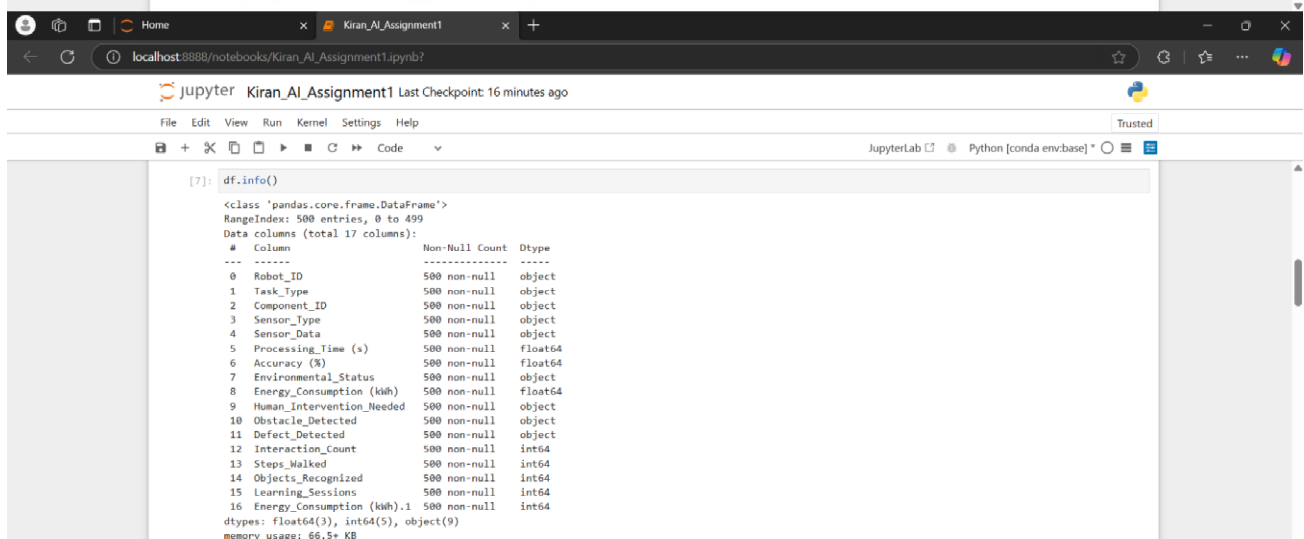 Home
Kiran_AI_Assignment1
localhost:8888/notebooks/Kiran_AI_Assignment1.ipynb?
jupyter Kiran_AI_Assignment1 Last Checkpoint: 16 minutes ago
File Edit View Run Kernel Settings Help Trusted
Code JupyterLab Python [conda env:base] *
[7]: df.info()
<class 'pandas.core.frame.DataFrame'>
RangeIndex: 500 entries, 0 to 499
Data columns (total 17 columns):
# Column Non-Null Count Dtype
--- ------ -------------- -----
0 Robot_ID 500 non-null object
1 Task_Type 500 non-null object
2 Component_ID 500 non-null object
3 Sensor_Type 500 non-null object
4 Sensor_Data 500 non-null object
5 Processing_Time (s) 500 non-null float64
6 Accuracy (%) 500 non-null float64
7 Environmental_Status 500 non-null object
8 Energy_Consumption (kWh) 500 non-null float64
9 Human_Intervention_Needed 500 non-null object
10 Obstacle_Detected 500 non-null object
11 Defect_Detected 500 non-null object
12 Interaction_Count 500 non-null int64
13 Steps_Walked 500 non-null int64
14 Objects_Recognized 500 non-null int64
15 Learning_Sessions 500 non-null int64
16 Energy_Consumption (kWh).1 500 non-null int64
dtypes: float64(3), int64(5), object(9)
memory usage: 66.5+ KB